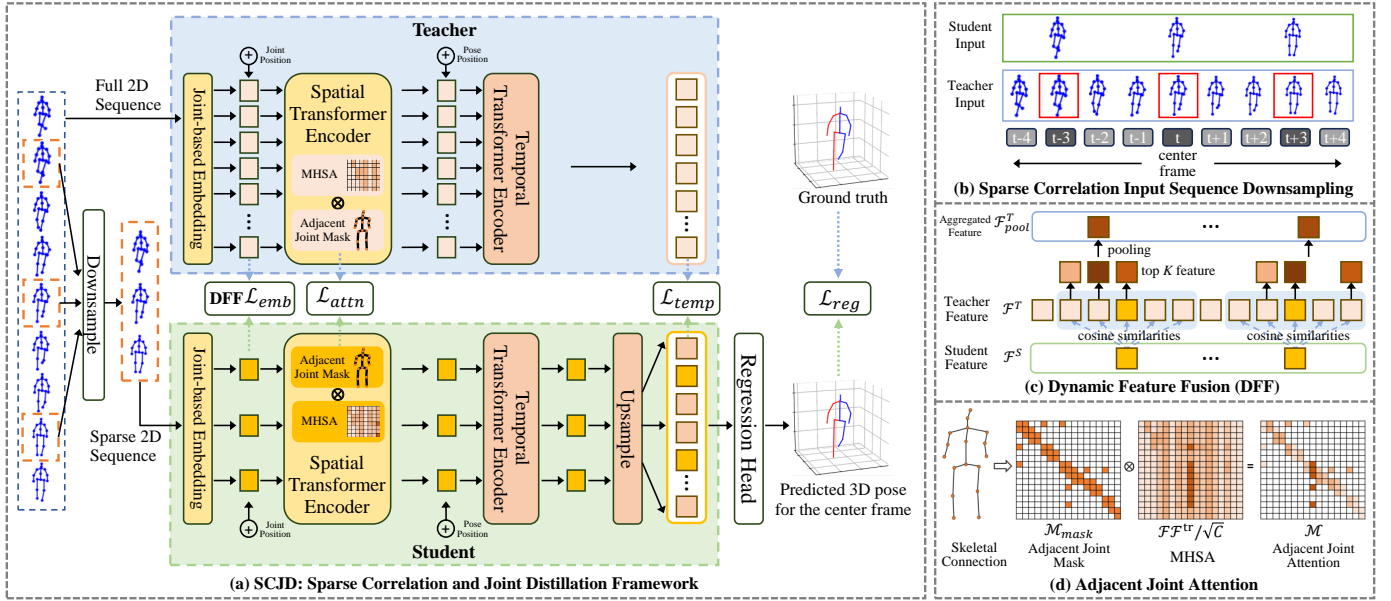 Teacher
Full 2D
Sequence
Joint-based Embedding
Joint
Position
Spatial
Transformer
Encoder
MHSA
⊗
Adjacent
Joint Mask
Pose
Position
Temporal
Transformer Encoder
Ground truth
Downsample
DFF ℒ_emb
ℒ_attn
ℒ_temp
ℒ_reg
Sparse 2D
Sequence
Joint-based Embedding
Joint
Position
Adjacent
Joint Mask
⊗
MHSA
Spatial
Transformer
Encoder
Pose
Position
Temporal
Transformer Encoder
Upsample
Regression Head
Predicted 3D pose
for the center frame
Student
(a) SCJD: Sparse Correlation and Joint Distillation Framework
Student
Input
Teacher
Input
t-4 t-3 t-2 t-1 t t+1 t+2 t+3 t+4
center
frame
(b) Sparse Correlation Input Sequence Downsampling
Aggregated
Feature
ℱ^T_pool
pooling
top K feature
Teacher
Feature
ℱ^T
cosine similarities cosine similarities
Student
Feature
ℱ^S
(c) Dynamic Feature Fusion (DFF)
⊗ =
Skeletal
Connection
ℳ_mask
Adjacent Joint
Mask
ℱℱ^tr/√C
MHSA
ℳ
Adjacent Joint
Attention
(d) Adjacent Joint Attention